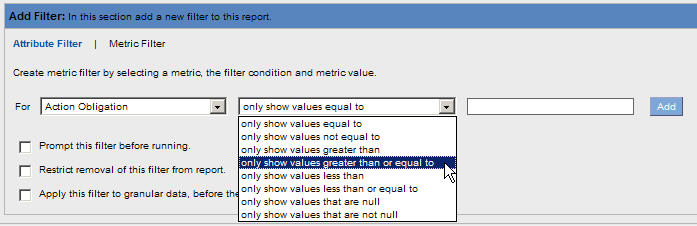 Add Filter: In this section add a new filter to this report.
Attribute Filter | Metric Filter
Create metric filter by selecting a metric, the filter condition and metric value.
For Action Obligation only show values equal to Add
only show values equal to
only show values not equal to
Prompt this filter before running.
only show values greater than
only show values greater than or equal to
Restrict removal of this filter from report.
only show values less than
only show values less than or equal to
Apply this filter to granular data, before the
only show values that are null
only show values that are not null